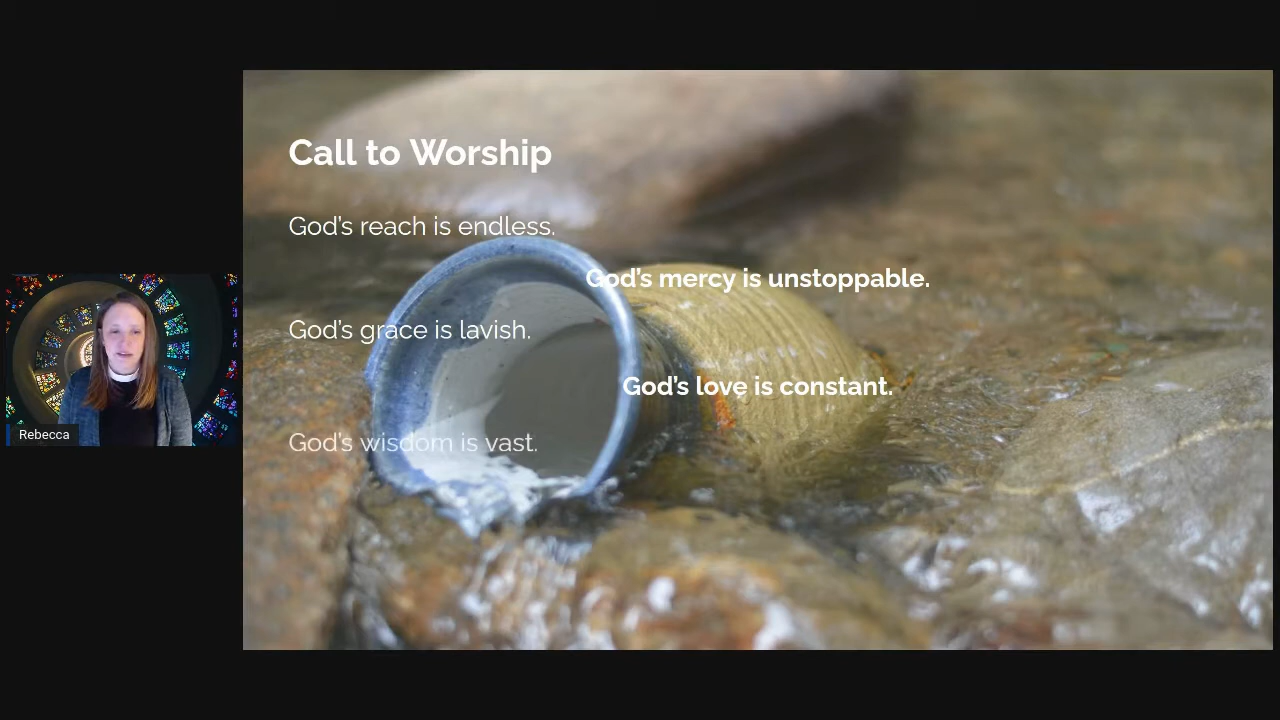 Call to Worship
God's reach is endless.
God's mercy is unstoppable.
God's grace is lavish.
God's love is constant.
God's wisdom is vast.
Rebecca